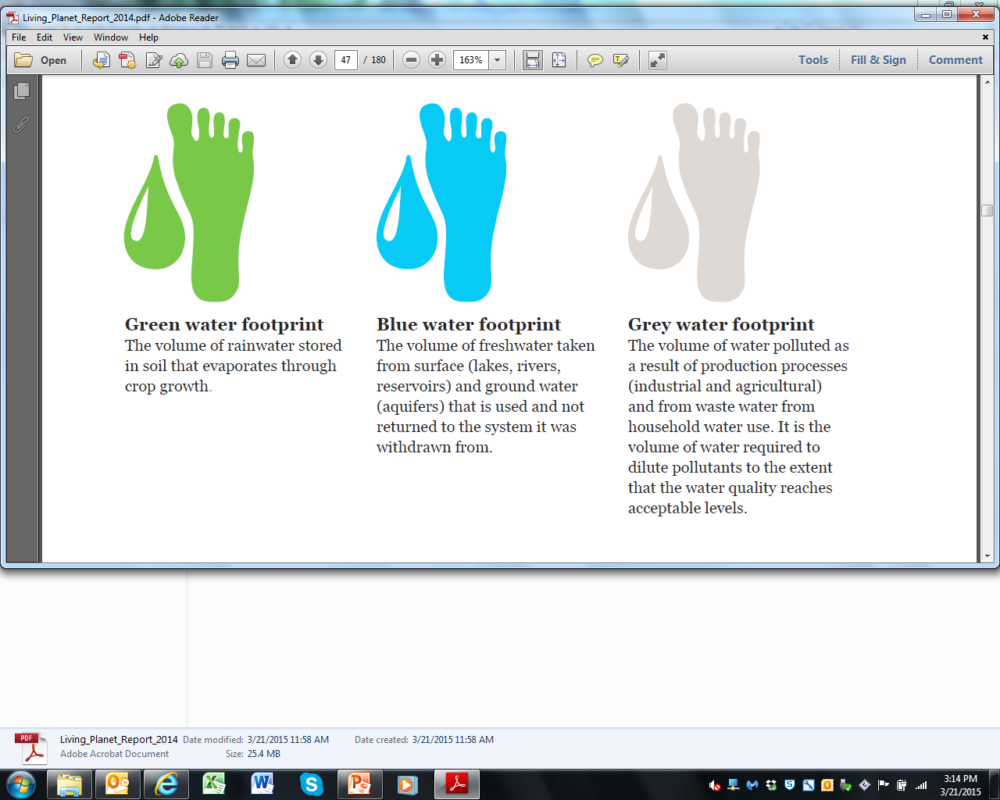 Living_Planet_Report_2014.pdf - Adobe Reader
File Edit View Window Help
Open 47 / 180 163% Tools Fill & Sign Comment
Green water footprint
The volume of rainwater stored
in soil that evaporates through
crop growth.
Blue water footprint
The volume of freshwater taken
from surface (lakes, rivers,
reservoirs) and ground water
(aquifers) that is used and not
returned to the system it was
withdrawn from.
Grey water footprint
The volume of water polluted as
a result of production processes
(industrial and agricultural)
and from waste water from
household water use. It is the
volume of water required to
dilute pollutants to the extent
that the water quality reaches
acceptable levels.
PDF
Living_Planet_Report_2014 Date modified: 3/21/2015 11:58 AM Date created: 3/21/2015 11:58 AM
Adobe Acrobat Document Size: 25.4 MB
3:14 PM
3/21/2015